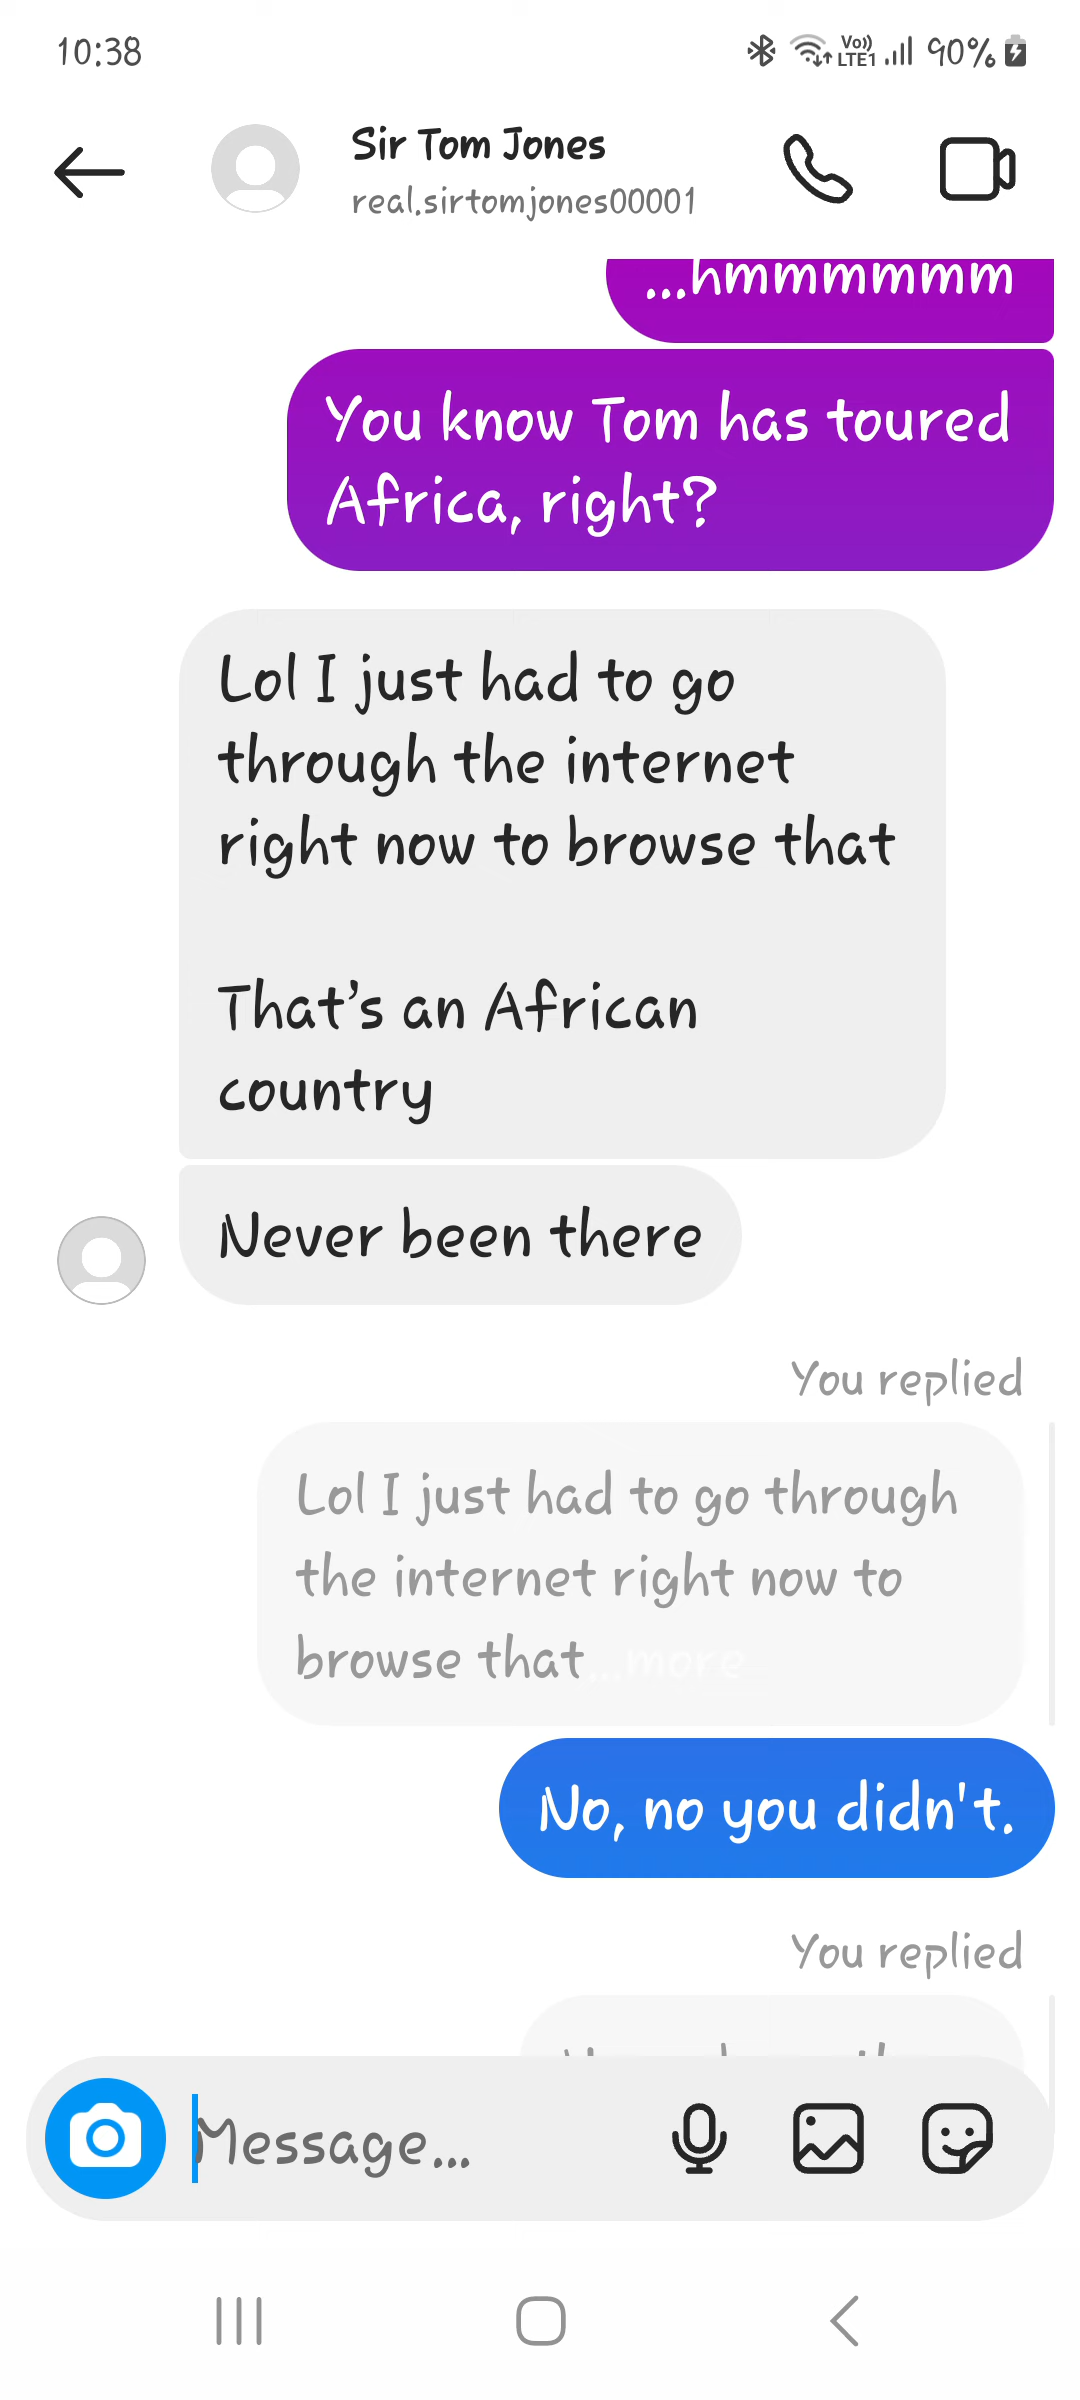 10:38
Vo))
LTE1
90%
Sir Tom Jones
real.sirtomjones00001
...hmmmmmmm
You know Tom has toured
Africa, right?
Lol I just had to go
through the internet
right now to browse that
That's an African
country
Never been there
You replied
Lol I just had to go through
the internet right now to
browse that...more
No, no you didn't.
You replied
Message...